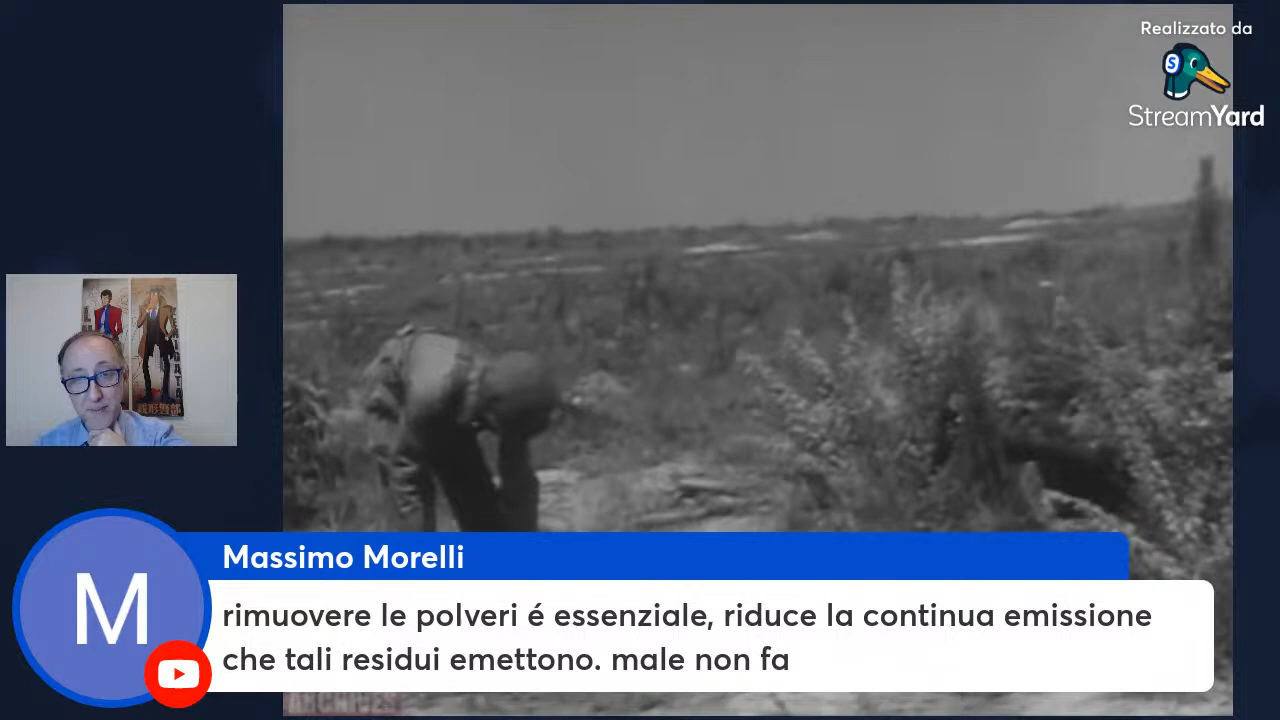 Realizzato da
StreamYard
Massimo Morelli
rimuovere le polveri é essenziale, riduce la continua emissione
che tali residui emettono. male non fa
M
ARCHIVES